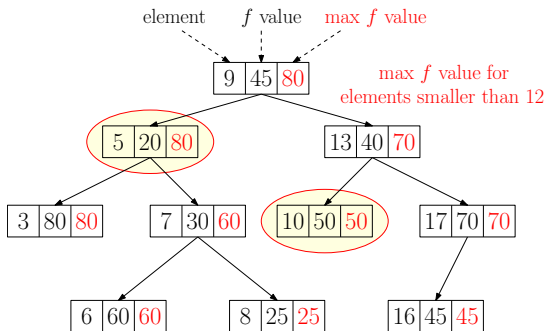 element f value max f value
9 45 80
max f value for
elements smaller than 12
5 20 80 13 40 70
3 80 80 7 30 60 10 50 50 17 70 70
6 60 60 8 25 25 16 45 45